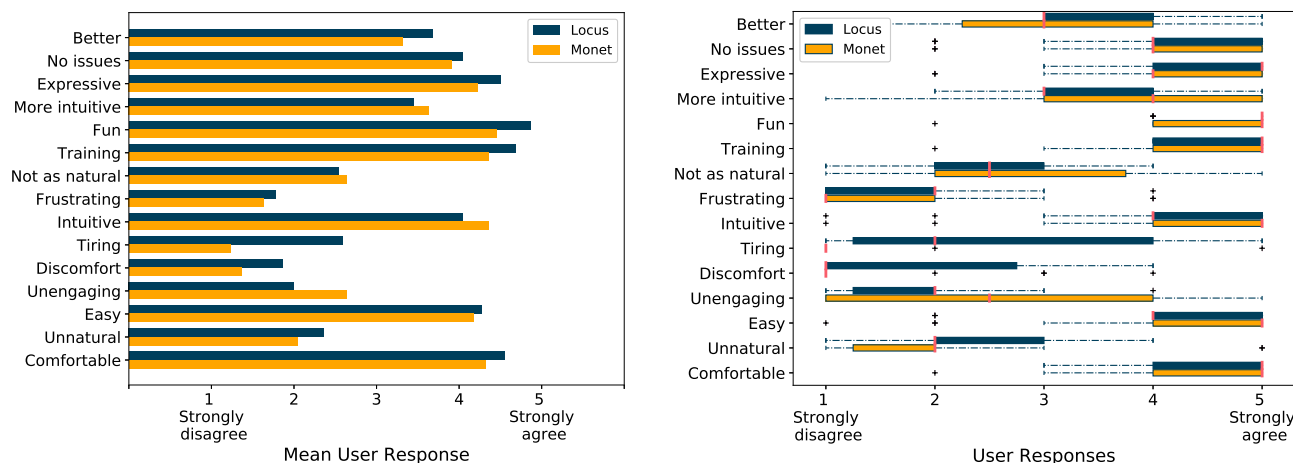 Better
No issues
Expressive
More intuitive
Fun
Training
Not as natural
Frustrating
Intuitive
Tiring
Discomfort
Unengaging
Easy
Unnatural
Comfortable
Locus
Monet
1 2 3 4 5
Strongly disagree
Strongly agree
Mean User Response
Better
No issues
Expressive
More intuitive
Fun
Training
Not as natural
Frustrating
Intuitive
Tiring
Discomfort
Unengaging
Easy
Unnatural
Comfortable
Locus
Monet
1 2 3 4 5
Strongly disagree
Strongly agree
User Responses